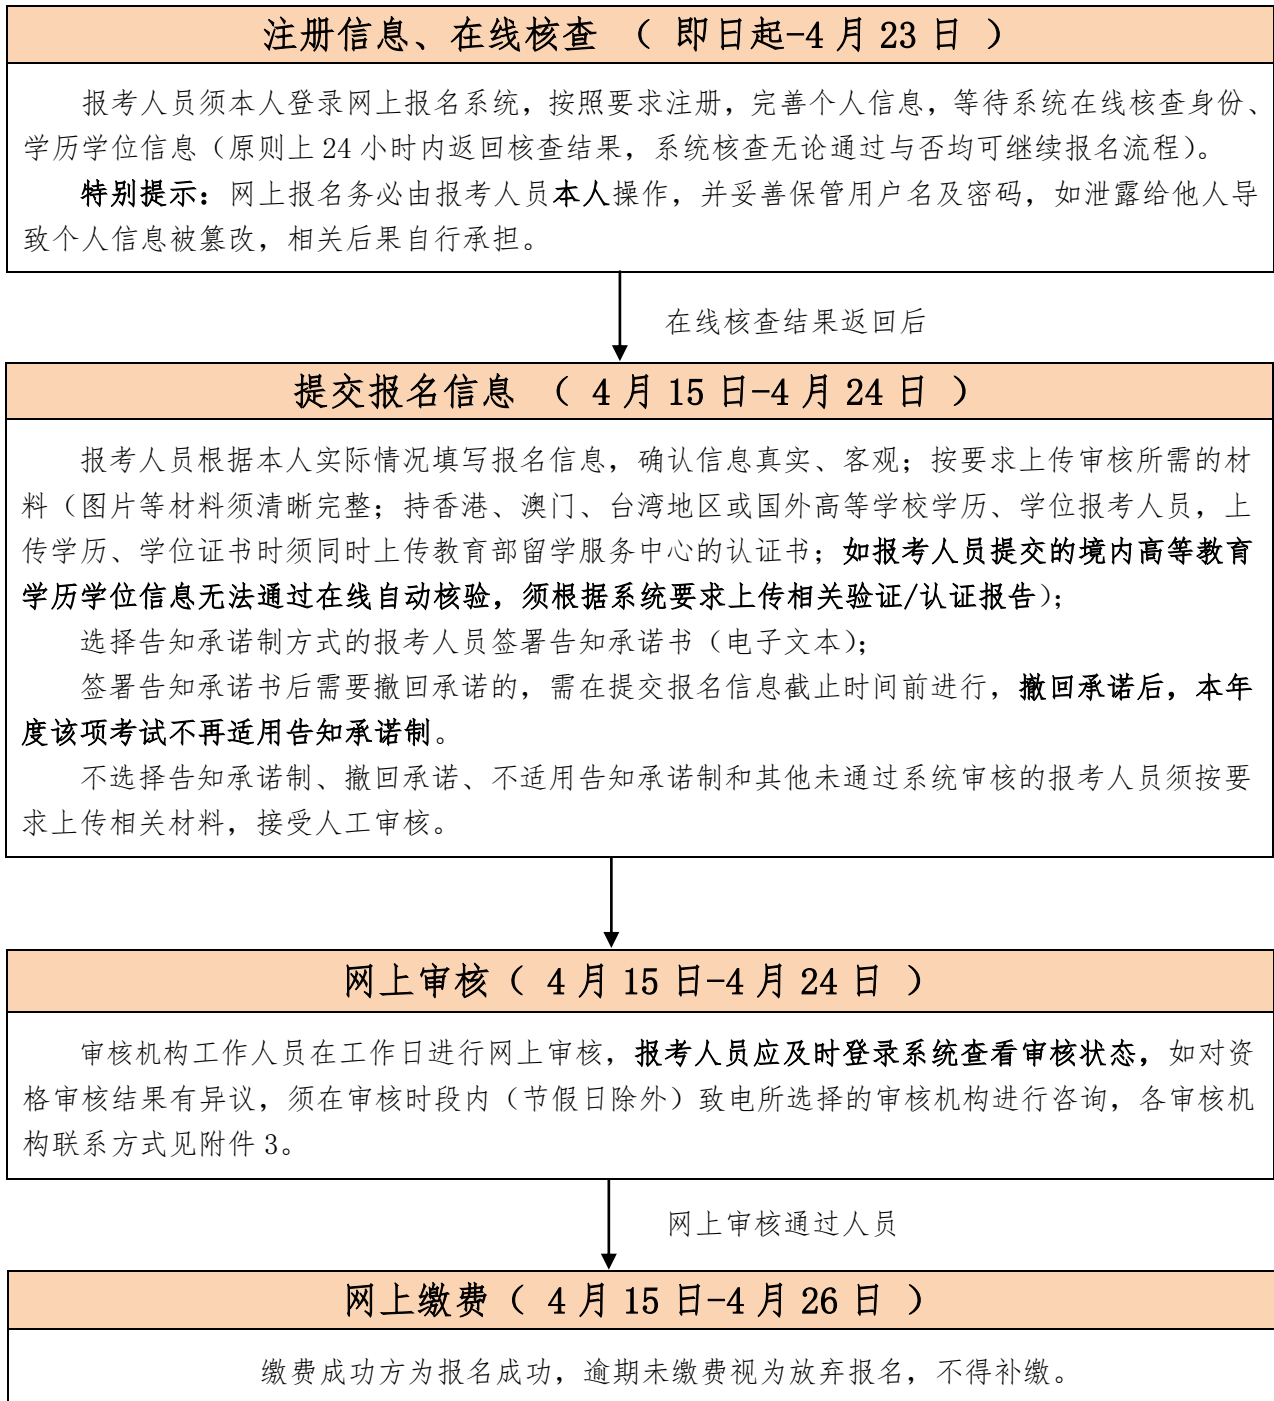 注册信息、在线核查 （ 即日起-4 月 23 日 ）
报考人员须本人登录网上报名系统，按照要求注册，完善个人信息，等待系统在线核查身份、
学历学位信息（原则上 24 小时内返回核查结果，系统核查无论通过与否均可继续报名流程）。
特别提示：网上报名务必由报考人员本人操作，并妥善保管用户名及密码，如泄露给他人导
致个人信息被篡改，相关后果自行承担。
在线核查结果返回后
提交报名信息 （ 4 月 15 日-4 月 24 日 ）
报考人员根据本人实际情况填写报名信息，确认信息真实、客观；按要求上传审核所需的材
料（图片等材料须清晰完整；持香港、澳门、台湾地区或国外高等学校学历、学位报考人员，上
传学历、学位证书时须同时上传教育部留学服务中心的认证书；如报考人员提交的境内高等教育
学历学位信息无法通过在线自动核验，须根据系统要求上传相关验证/认证报告）；
选择告知承诺制方式的报考人员签署告知承诺书（电子文本）；
签署告知承诺书后需要撤回承诺的，需在提交报名信息截止时间前进行，撤回承诺后，本年
度该项考试不再适用告知承诺制。
不选择告知承诺制、撤回承诺、不适用告知承诺制和其他未通过系统审核的报考人员须按要
求上传相关材料，接受人工审核。
网上审核（ 4 月 15 日-4 月 24 日 ）
审核机构工作人员在工作日进行网上审核，报考人员应及时登录系统查看审核状态，如对资
格审核结果有异议，须在审核时段内（节假日除外）致电所选择的审核机构进行咨询，各审核机
构联系方式见附件 3。
网上审核通过人员
网上缴费（ 4 月 15 日-4 月 26 日 ）
缴费成功方为报名成功，逾期未缴费视为放弃报名，不得补缴。